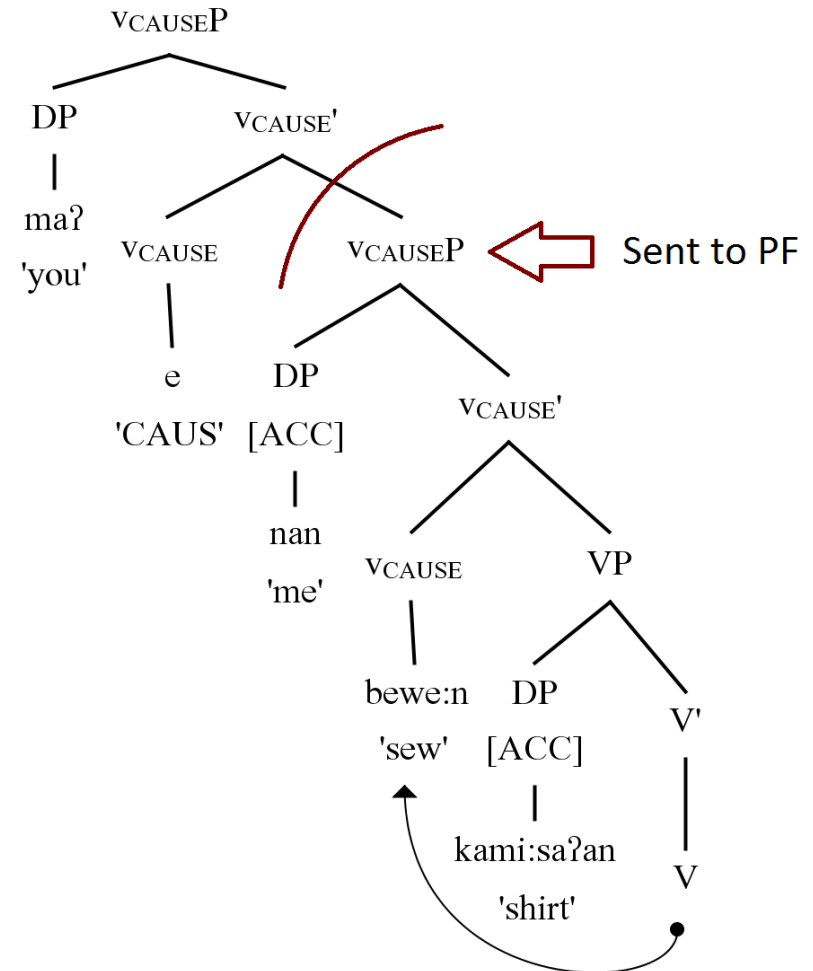 vCAUSEP
DP vCAUSE'
maʔ vCAUSE vCAUSEP Sent to PF
'you'
e DP
'CAUS' [ACC] vCAUSE'
nan
'me' vCAUSE VP
bewe:n DP V'
'sew' [ACC]
kami:saʔan V
'shirt'